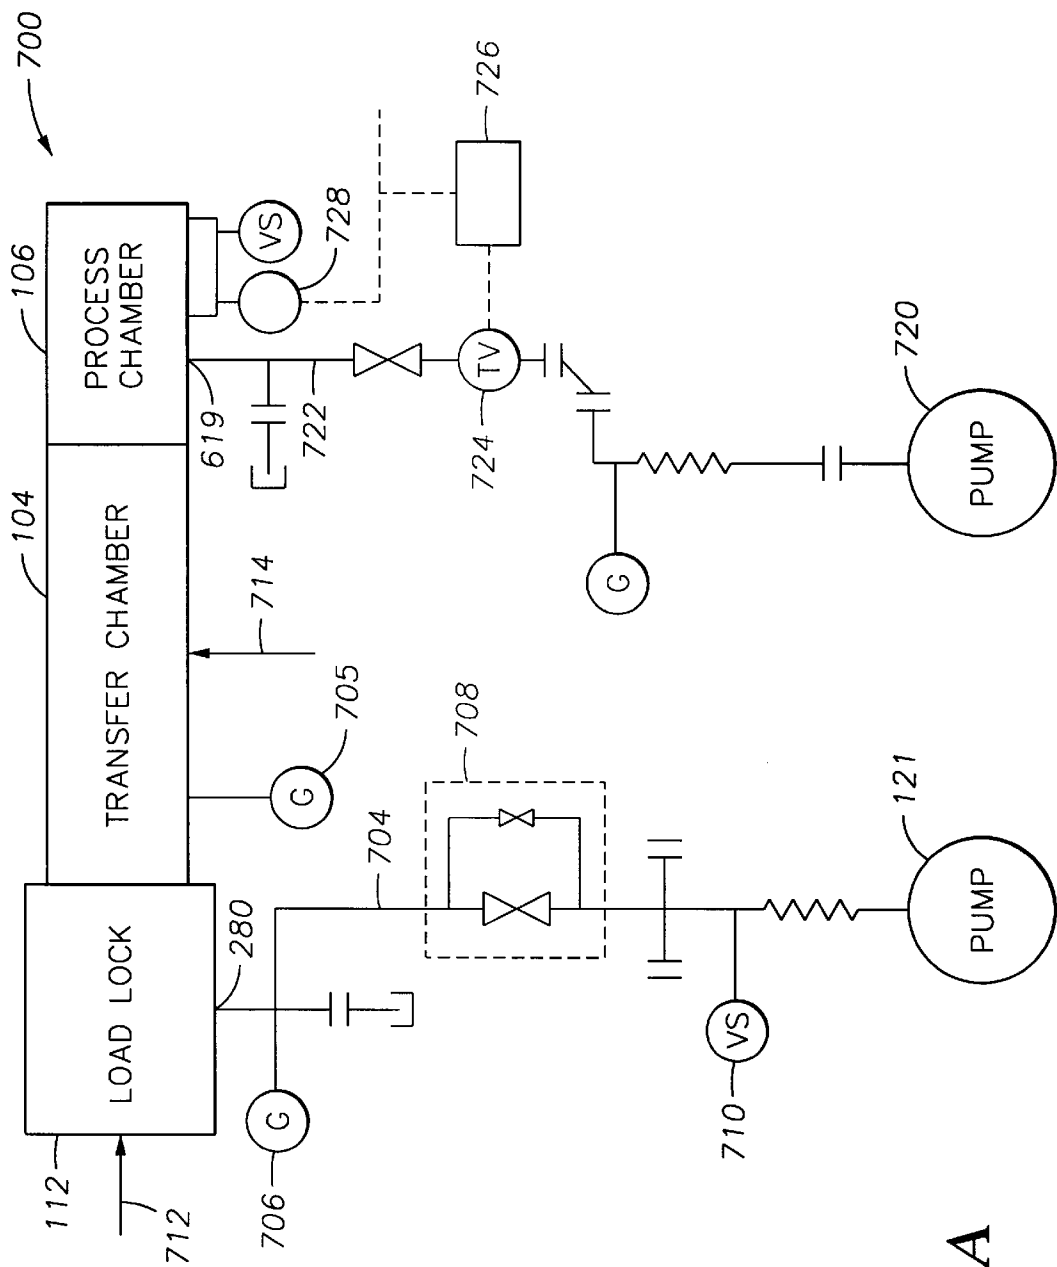 700
106
PROCESS
CHAMBER
104
TRANSFER CHAMBER
LOAD LOCK
112
712
VS
728
726
619
722
TV
724
714
G
705
280
G
706
704
708
G
VS
710
PUMP
720
PUMP
121
A